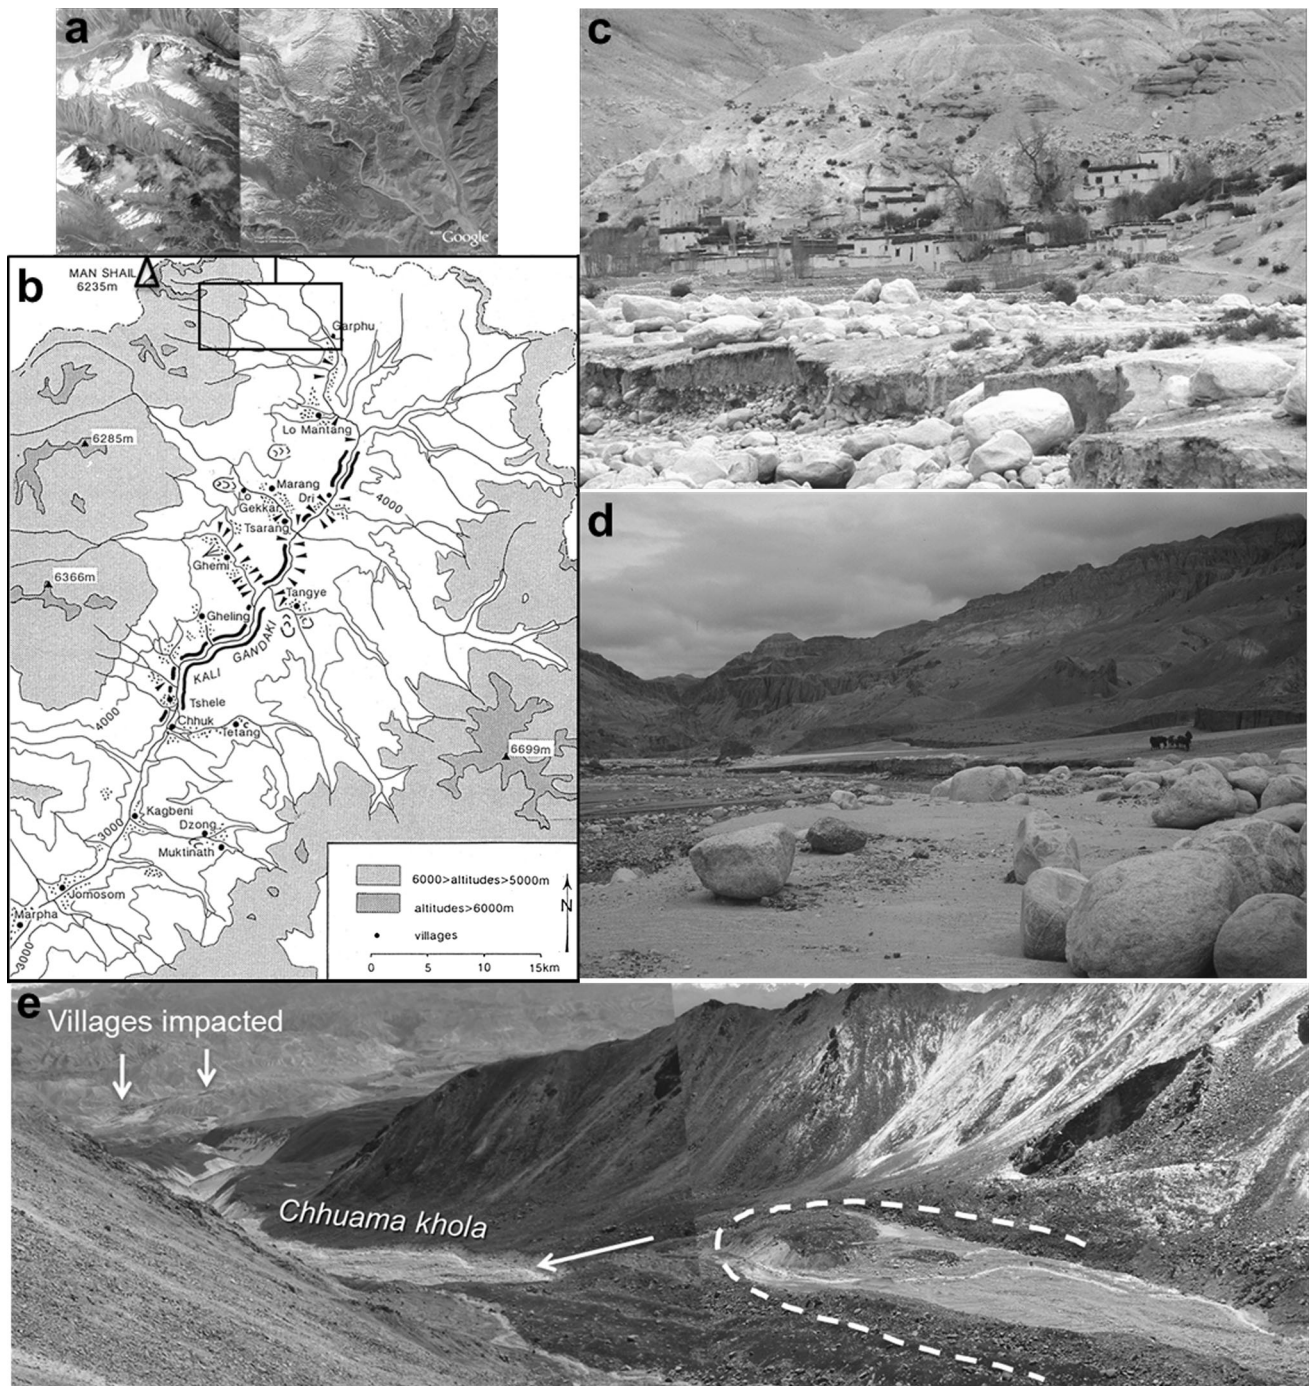 a
Google
b
MAN SHAIL
6235m
Garphu
Lo Mantang
6285m
Marang
Lo
Gekkar
Dri
4000
Tsarang
Ghemi
6366m
Tangye
Gheling
GANDAKI
KALI
Tshele
4000
Chhuk
Tetang
6699m
Kagbeni
3000
Dzong
Muktinath
Jomosom
Marpha
3000
6000>altitudes>5000m
altitudes>6000m
villages
N
0 5 10 15km
c
d
e
Villages impacted
Chhuama khola